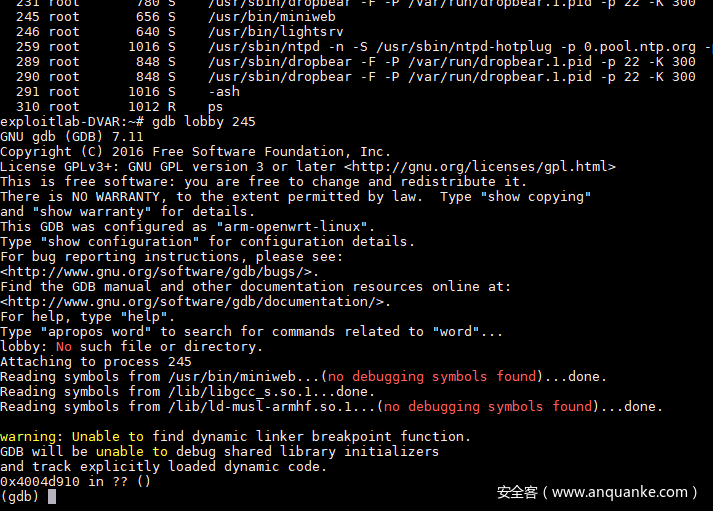 231 root       780 S    /usr/sbin/dropbear -F -P /var/run/dropbear.1.pid -p 22 -K 300
245 root       656 S    /usr/bin/miniweb
246 root       640 S    /usr/bin/lightsrv
259 root      1016 S    /usr/sbin/ntpd -n -S /usr/sbin/ntpd-hotplug -p 0.pool.ntp.org -
289 root       848 S    /usr/sbin/dropbear -F -P /var/run/dropbear.1.pid -p 22 -K 300
290 root       848 S    /usr/sbin/dropbear -F -P /var/run/dropbear.1.pid -p 22 -K 300
291 root      1016 S    -ash
310 root      1012 R    ps
exploitlab-DVAR:~# gdb lobby 245
GNU gdb (GDB) 7.11
Copyright (C) 2016 Free Software Foundation, Inc.
License GPLv3+: GNU GPL version 3 or later <http://gnu.org/licenses/gpl.html>
This is free software: you are free to change and redistribute it.
There is NO WARRANTY, to the extent permitted by law.  Type "show copying"
and "show warranty" for details.
This GDB was configured as "arm-openwrt-linux".
Type "show configuration" for configuration details.
For bug reporting instructions, please see:
<http://www.gnu.org/software/gdb/bugs/>.
Find the GDB manual and other documentation resources online at:
<http://www.gnu.org/software/gdb/documentation/>.
For help, type "help".
Type "apropos word" to search for commands related to "word"...
lobby: No such file or directory.
Attaching to process 245
Reading symbols from /usr/bin/miniweb...(no debugging symbols found)...done.
Reading symbols from /lib/libgcc_s.so.1...done.
Reading symbols from /lib/ld-musl-armhf.so.1...(no debugging symbols found)...done.
warning: Unable to find dynamic linker breakpoint function.
GDB will be unable to debug shared library initializers
and track explicitly loaded dynamic code.
0x4004d910 in ?? ()
(gdb)
安全客（www.anquanke.com）